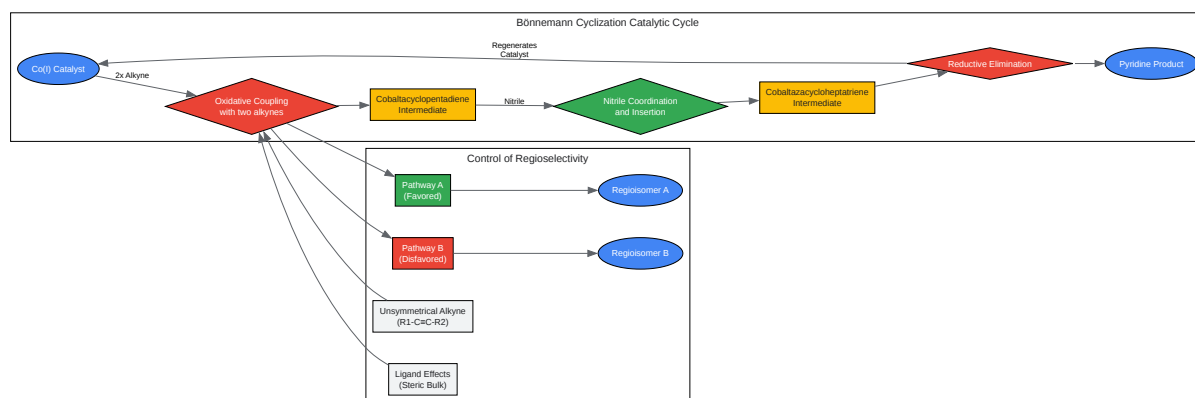 Bönnemann Cyclization Catalytic Cycle
Regenerates
Catalyst
Co(I) Catalyst
2x Alkyne
Oxidative Coupling
with two alkynes
Cobaltacyclopentadiene
Intermediate
Nitrile
Nitrile Coordination
and Insertion
Cobaltazacycloheptatriene
Intermediate
Reductive Elimination
Pyridine Product
Control of Regioselectivity
Pathway A
(Favored)
Regioisomer A
Pathway B
(Disfavored)
Regioisomer B
Unsymmetrical Alkyne
(R1-C≡C-R2)
Ligand Effects
(Steric Bulk)